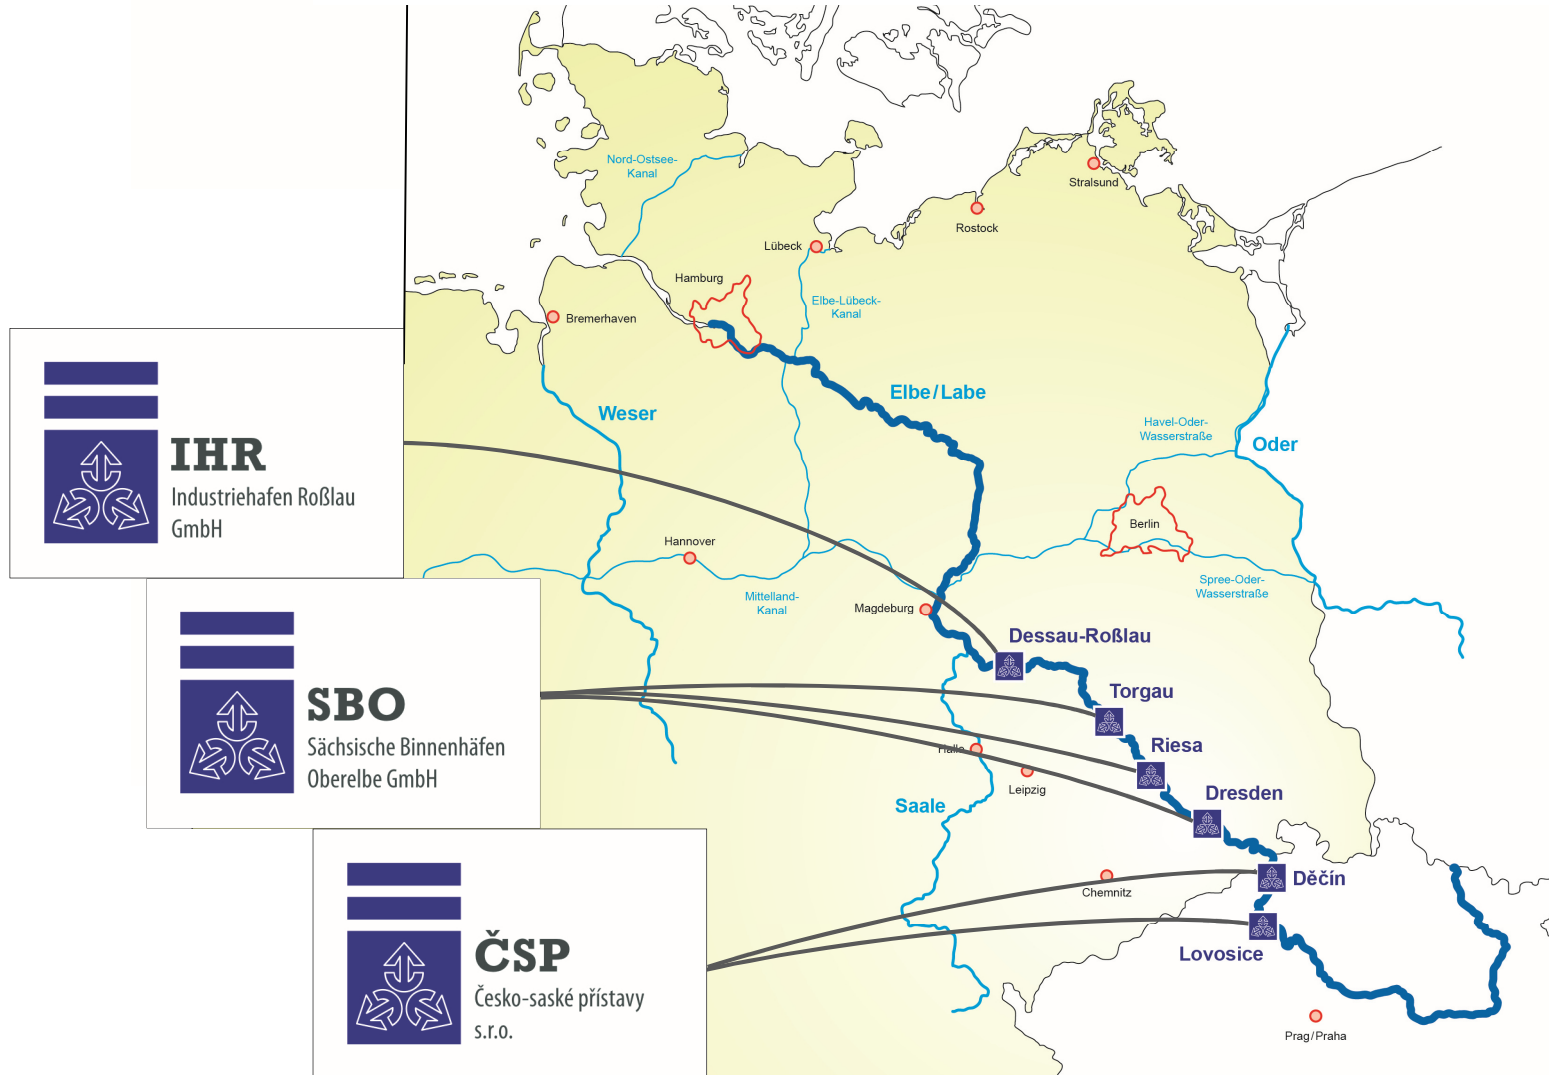 Nord-Ostsee-
Kanal
Stralsund
Rostock
Lübeck
Hamburg
Elbe-Lübeck-
Kanal
Bremerhaven
Elbe/Labe
Weser
Havel-Oder-
Wasserstraße
Oder
IHR
Industriehafen Roßlau
GmbH
Berlin
Hannover
Spree-Oder-
Wasserstraße
Mittelland-
Kanal
Magdeburg
Dessau-Roßlau
Torgau
SBO
Sächsische Binnenhäfen
Oberelbe GmbH
Riesa
Halle
Leipzig
Dresden
Saale
Děčín
Chemnitz
ČSP
Česko-saské přístavy
s.r.o.
Lovosice
Prag/Praha